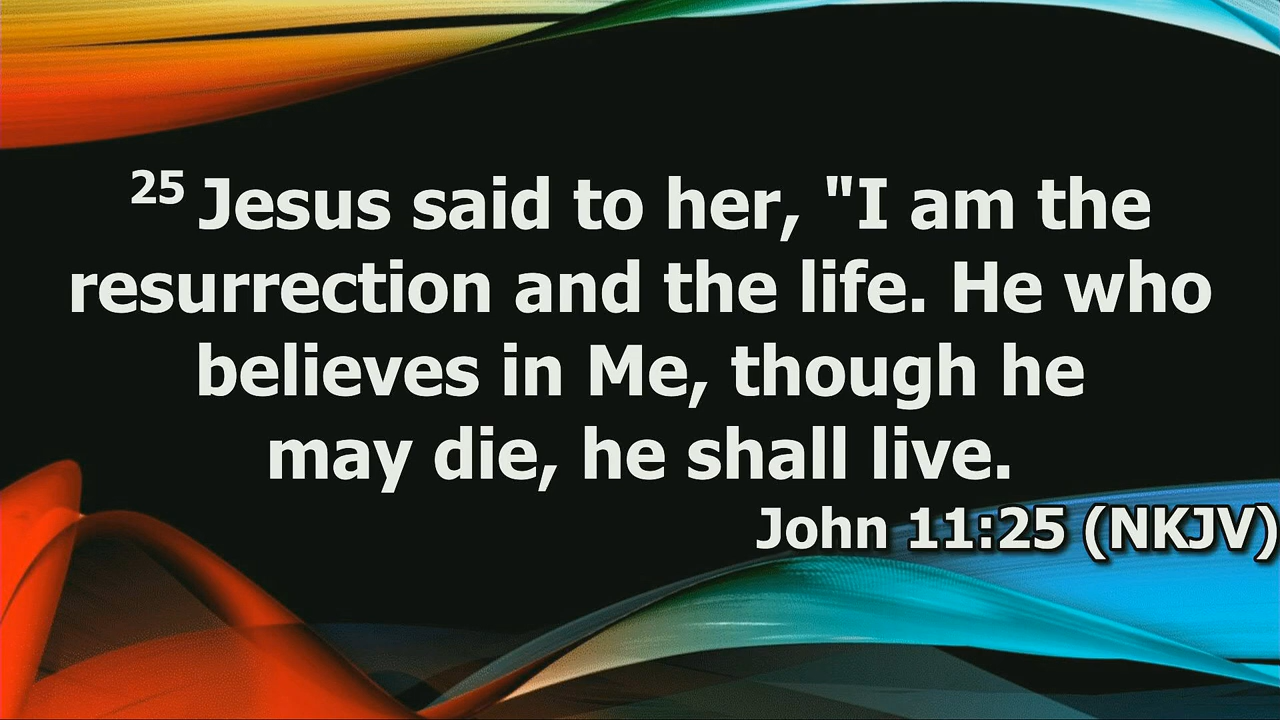 25 Jesus said to her, "I am the
resurrection and the life. He who
believes in Me, though he
may die, he shall live.
John 11:25 (NKJV)